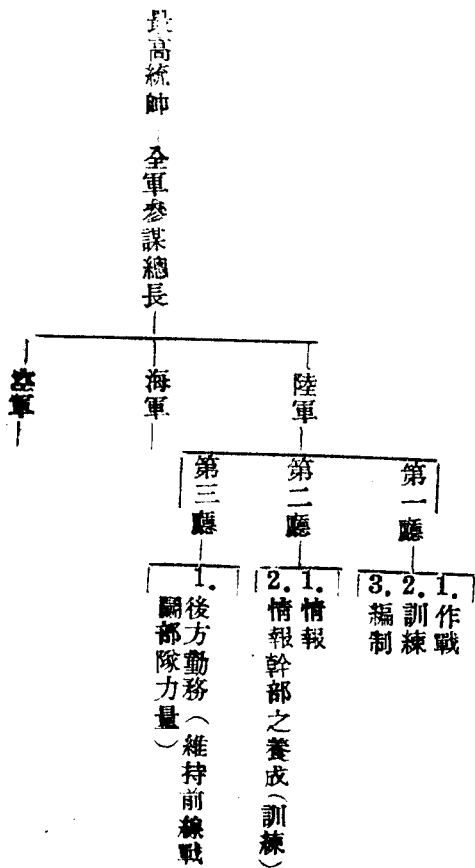 最高統帥 全軍參謀總長
陸軍
海軍
空軍
第一廳
第二廳
第三廳
1.作戰
2.訓練
3.編制
1.情報
2.情報幹部之養成(訓練)
1.後方勤務(維持前線戰
鬭部隊力量)